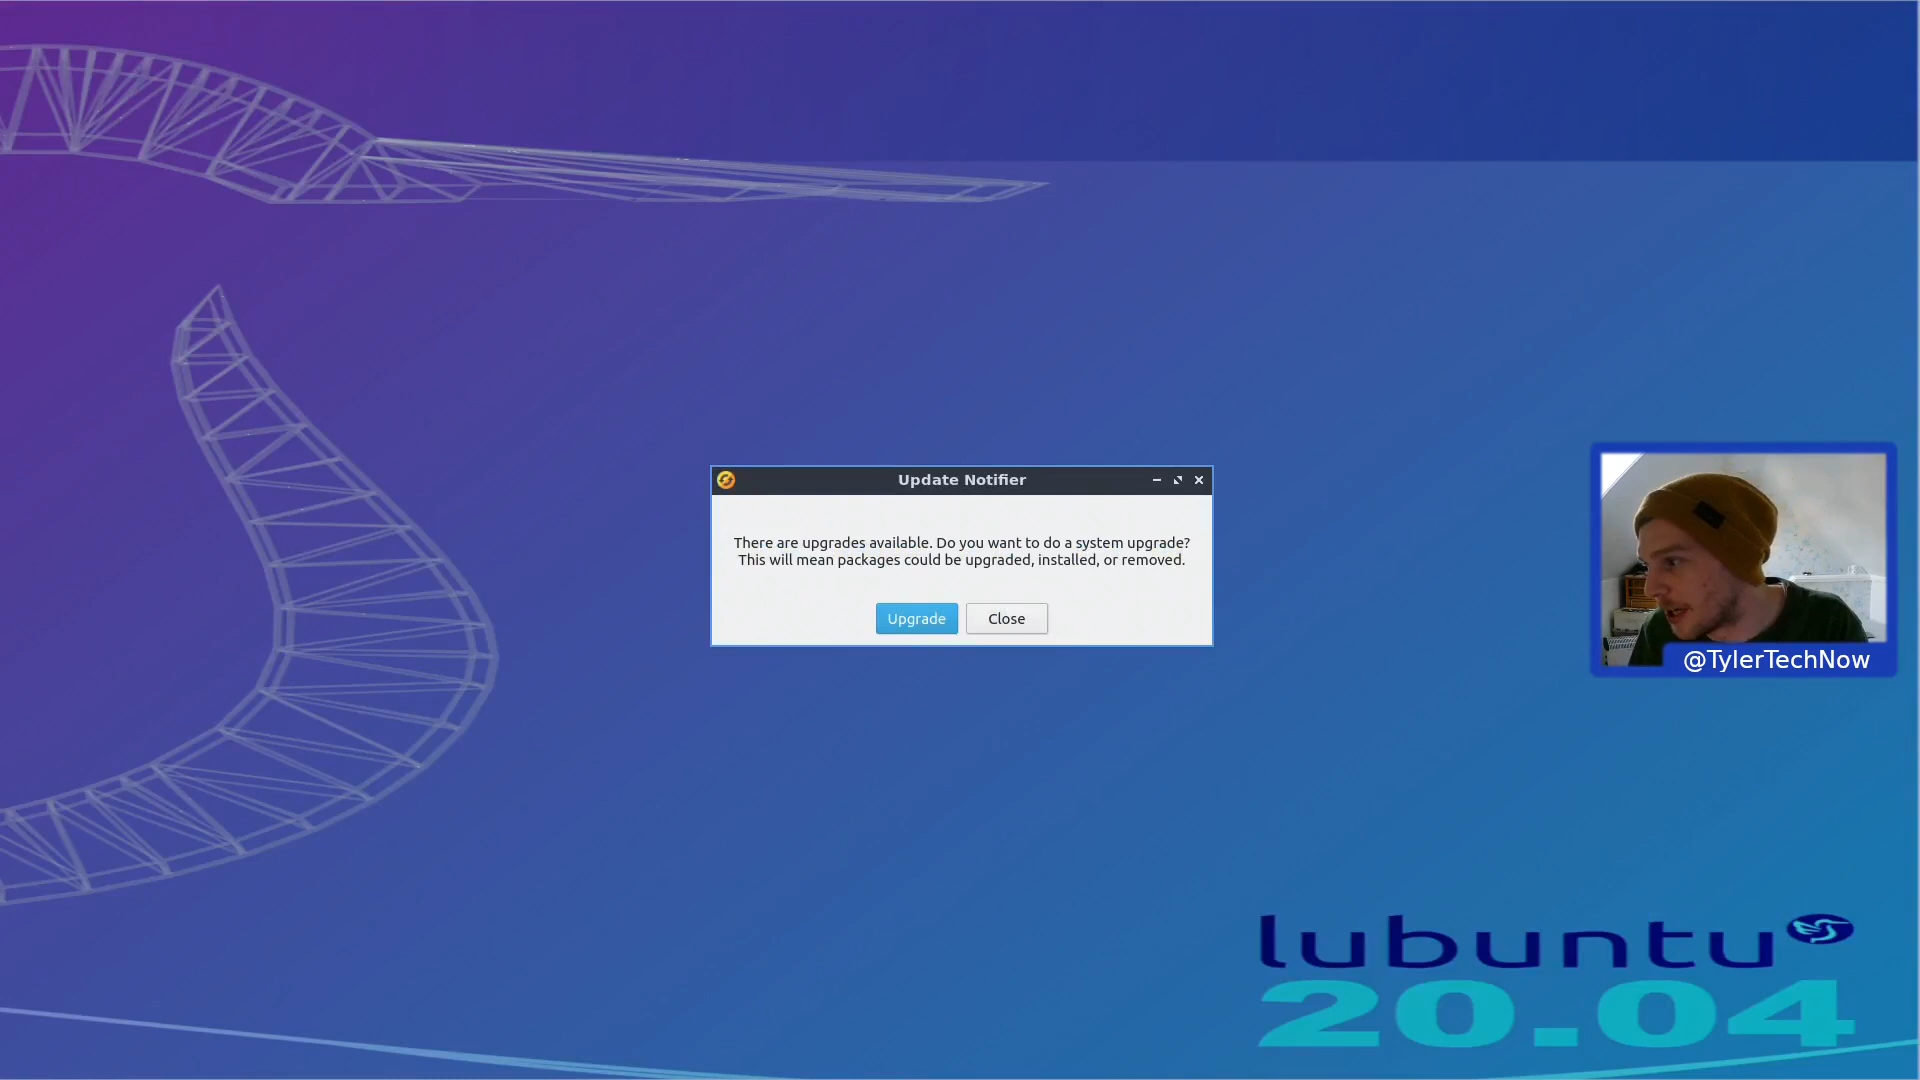 Update Notifier
There are upgrades available. Do you want to do a system upgrade?
This will mean packages could be upgraded, installed, or removed.
Upgrade
Close
@TylerTechNow
lubuntu
20.04